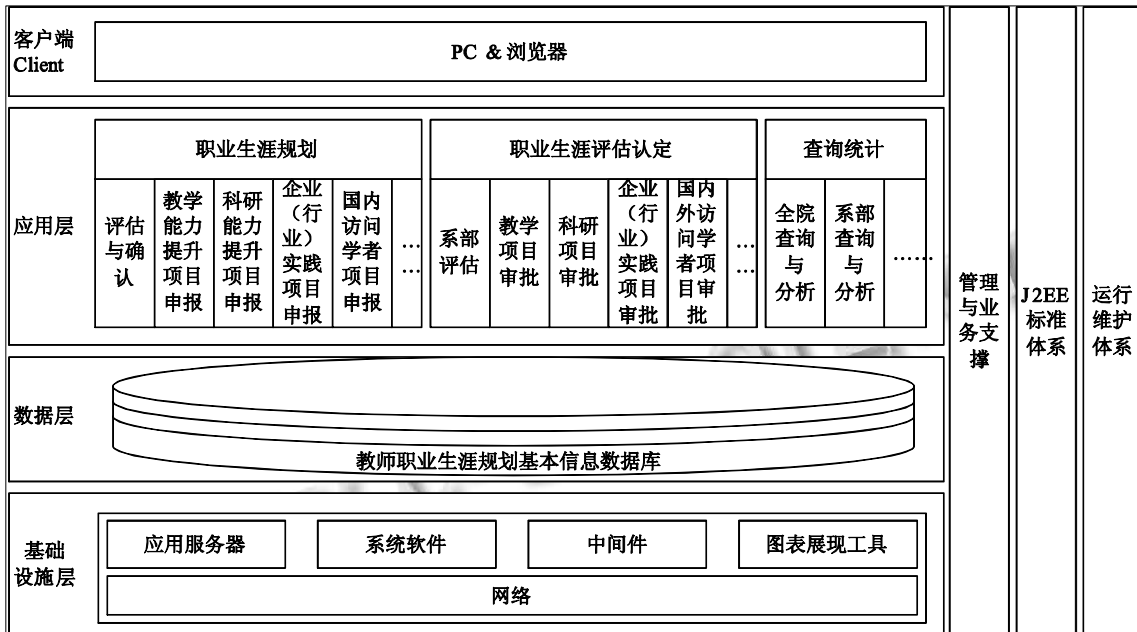 客户端
Client
PC & 浏览器
应用层
职业生涯规划
评估
与确
认
教学
能力
提升
项目
申报
科研
能力
提升
项目
申报
企业
（行
业）
实践
项目
申报
国内
访问
学者
项目
申报
…
…
职业生涯评估认定
系部
评估
教学
项目
审批
科研
项目
审批
企业
（行
业）
实践
项目
审批
国内
外访
问学
者项
目审
批
…
…
查询统计
全院
查询
与
分析
系部
查询
与
分析
……
数据层
教师职业生涯规划基本信息数据库
基础
设施层
应用服务器
系统软件
中间件
图表展现工具
网络
管理
与业
务支
撑
J2EE
标准
体系
运行
维护
体系